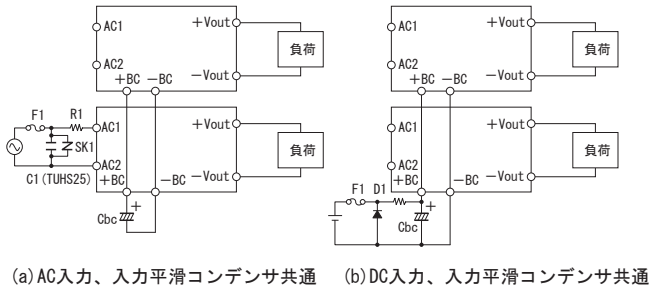 AC1
AC2
+Vout
-Vout
+BC -BC
負荷
AC1
AC2
+Vout
-Vout
+BC -BC
負荷
F1 R1
AC1
AC2
SK1
C1(TUHS25)
+Vout
-Vout
+BC -BC
負荷
+
Cbc
AC1
AC2
+Vout
-Vout
+BC -BC
負荷
F1 D1
+
Cbc
(a)AC入力、入力平滑コンデンサ共通
(b)DC入力、入力平滑コンデンサ共通